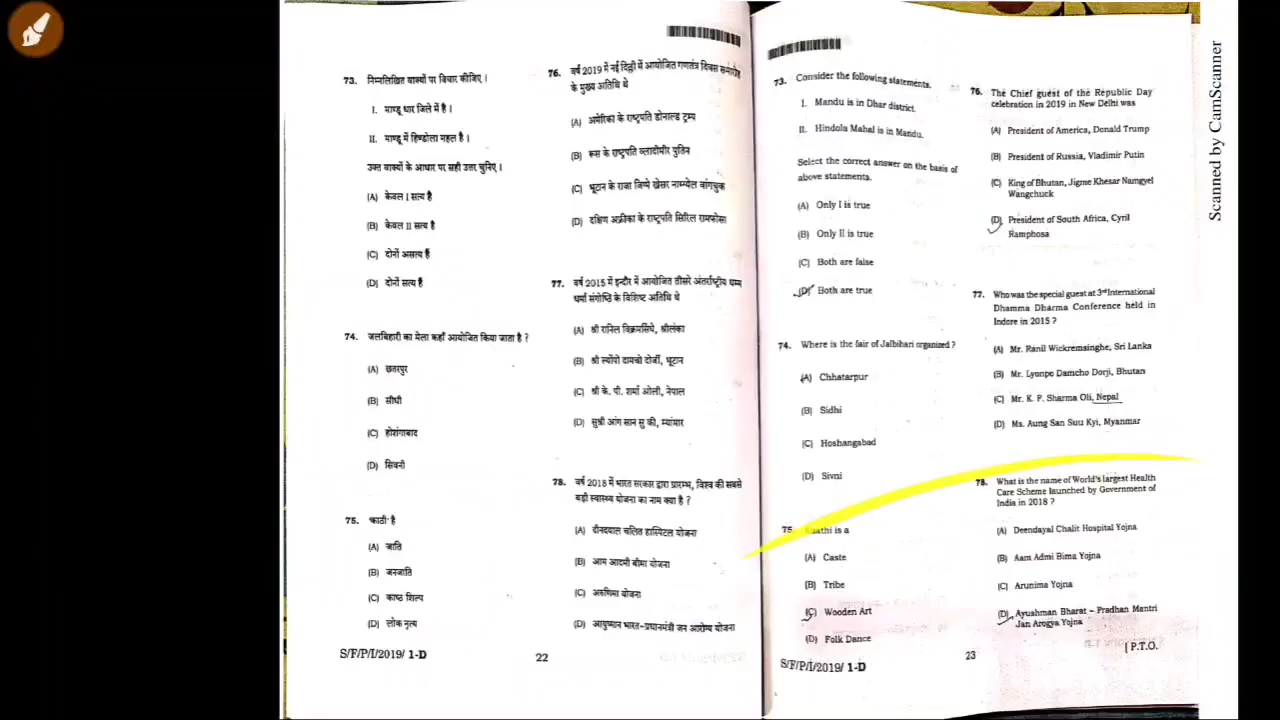 73. निम्नलिखित वाक्यों पर विचार कीजिए।
I. माण्डू धार जिले में है।
II. माण्डू में हिण्डोला महल है।
उक्त वाक्यों के आधार पर सही उत्तर चुनिए।
(A) केवल I सत्य है
(B) केवल II सत्य है
(C) दोनों असत्य हैं
(D) दोनों सत्य हैं
74. जलबिहारी का मेला कहाँ आयोजित किया जाता है ?
(A) छतरपुर
(B) सीधी
(C) होशंगाबाद
(D) सिवनी
75. काठी है
(A) जाति
(B) जनजाति
(C) काष्ठ शिल्प
(D) लोक नृत्य
S/F/P/I/2019/ 1-D
76. वर्ष 2019 में नई दिल्ली में आयोजित गणतंत्र दिवस समारोह
के मुख्य अतिथि थे
(A) अमेरिका के राष्ट्रपति डोनाल्ड ट्रम्प
(B) रूस के राष्ट्रपति व्लादीमीर पुतिन
(C) भूटान के राजा जिग्मे खेसर नाम्ग्येल वांगचुक
(D) दक्षिण अफ्रीका के राष्ट्रपति सिरिल रामफोसा
77. वर्ष 2015 में इन्दौर में आयोजित तीसरे अंतर्राष्ट्रीय धम्म
धर्मा संगोष्ठि के विशिष्ट अतिथि थे
(A) श्री रानिल विक्रमसिंघे, श्रीलंका
(B) श्री ल्योंपो दामचो दोर्जी, भूटान
(C) श्री के. पी. शर्मा ओली, नेपाल
(D) सुश्री आंग सान सु की, म्यांमार
78. वर्ष 2018 में भारत सरकार द्वारा प्रारम्भ, विश्व की सबसे
बड़ी स्वास्थ्य योजना का नाम क्या है ?
(A) दीनदयाल चलित हास्पिटल योजना
(B) आम आदमी बीमा योजना
(C) अरुणिमा योजना
(D) आयुष्मान भारत–प्रधानमंत्री जन आरोग्य योजना
22
73. Consider the following statements.
I. Mandu is in Dhar district.
II. Hindola Mahal is in Mandu.
Select the correct answer on the basis of
above statements.
(A) Only I is true
(B) Only II is true
(C) Both are false
(D) Both are true
74. Where is the fair of Jalbihari organized ?
(A) Chhatarpur
(B) Sidhi
(C) Hoshangabad
(D) Sivni
75. is a
(A) Caste
(B) Tribe
(C) Wooden Art
(D) Folk Dance
S/F/P/I/2019/ 1-D
76. The Chief guest of the Republic Day
celebration in 2019 in New Delhi was
(A) President of America, Donald Trump
(B) President of Russia, Vladimir Putin
(C) King of Bhutan, Jigme Khesar Namgyel
Wangchuck
(D) President of South Africa, Cyril
Ramphosa
77. Who was the special guest at 3rd International
Dhamma Dharma Conference held in
Indore in 2015 ?
(A) Mr. Ranil Wickremsinghe, Sri Lanka
(B) Mr. Lyonpo Damcho Dorji, Bhutan
(C) Mr. K. P. Sharma Oli, Nepal
(D) Ms. Aung San Suu Kyi, Myanmar
78. What is the name of World's largest Health
Care Scheme launched by Government of
India in 2018 ?
(A) Deendayal Chalit Hospital Yojna
(B) Aam Admi Bima Yojna
(C) Arunima Yojna
(D) Ayushman Bharat – Pradhan Mantri
Jan Arogya Yojna
23
[ P.T.O.
Scanned by CamScanner